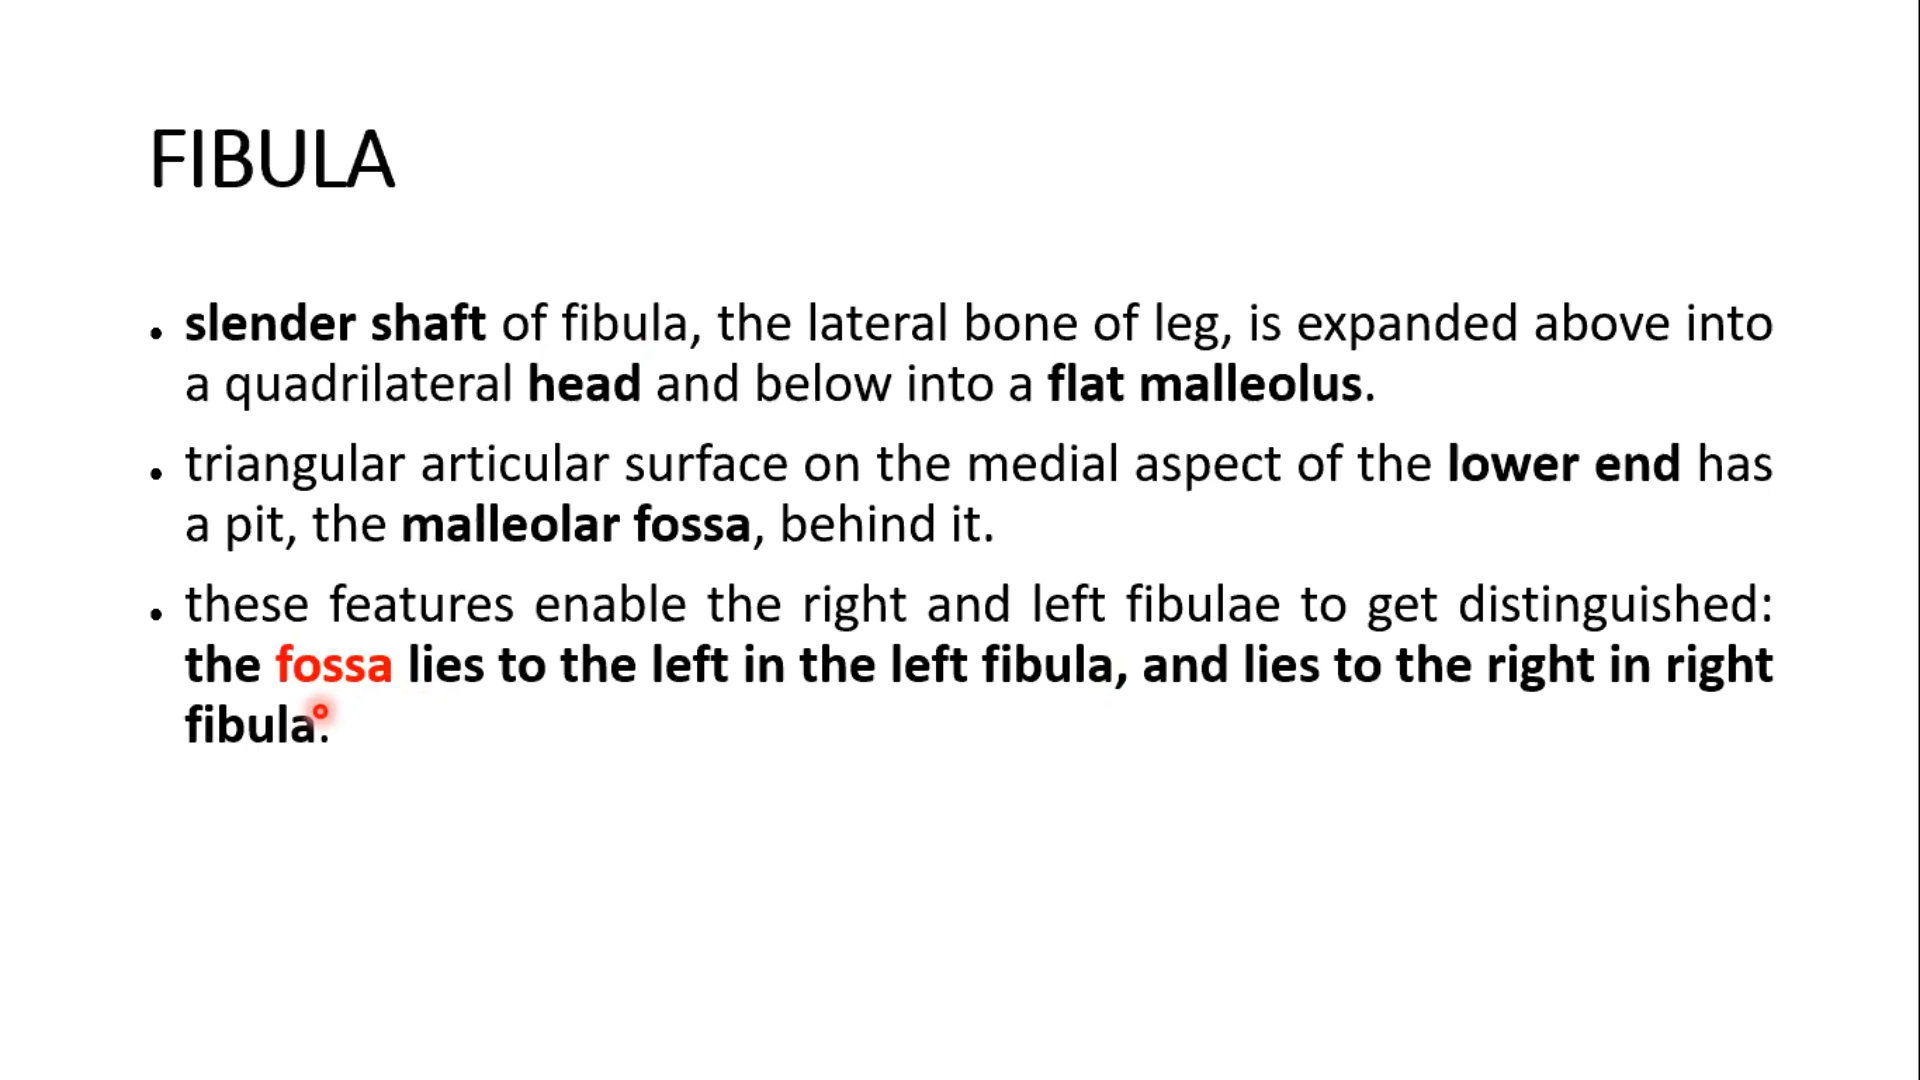 FIBULA
slender shaft of fibula, the lateral bone of leg, is expanded above into
a quadrilateral head and below into a flat malleolus.
triangular articular surface on the medial aspect of the lower end has
a pit, the malleolar fossa, behind it.
these features enable the right and left fibulae to get distinguished:
the fossa lies to the left in the left fibula, and lies to the right in right
fibula.